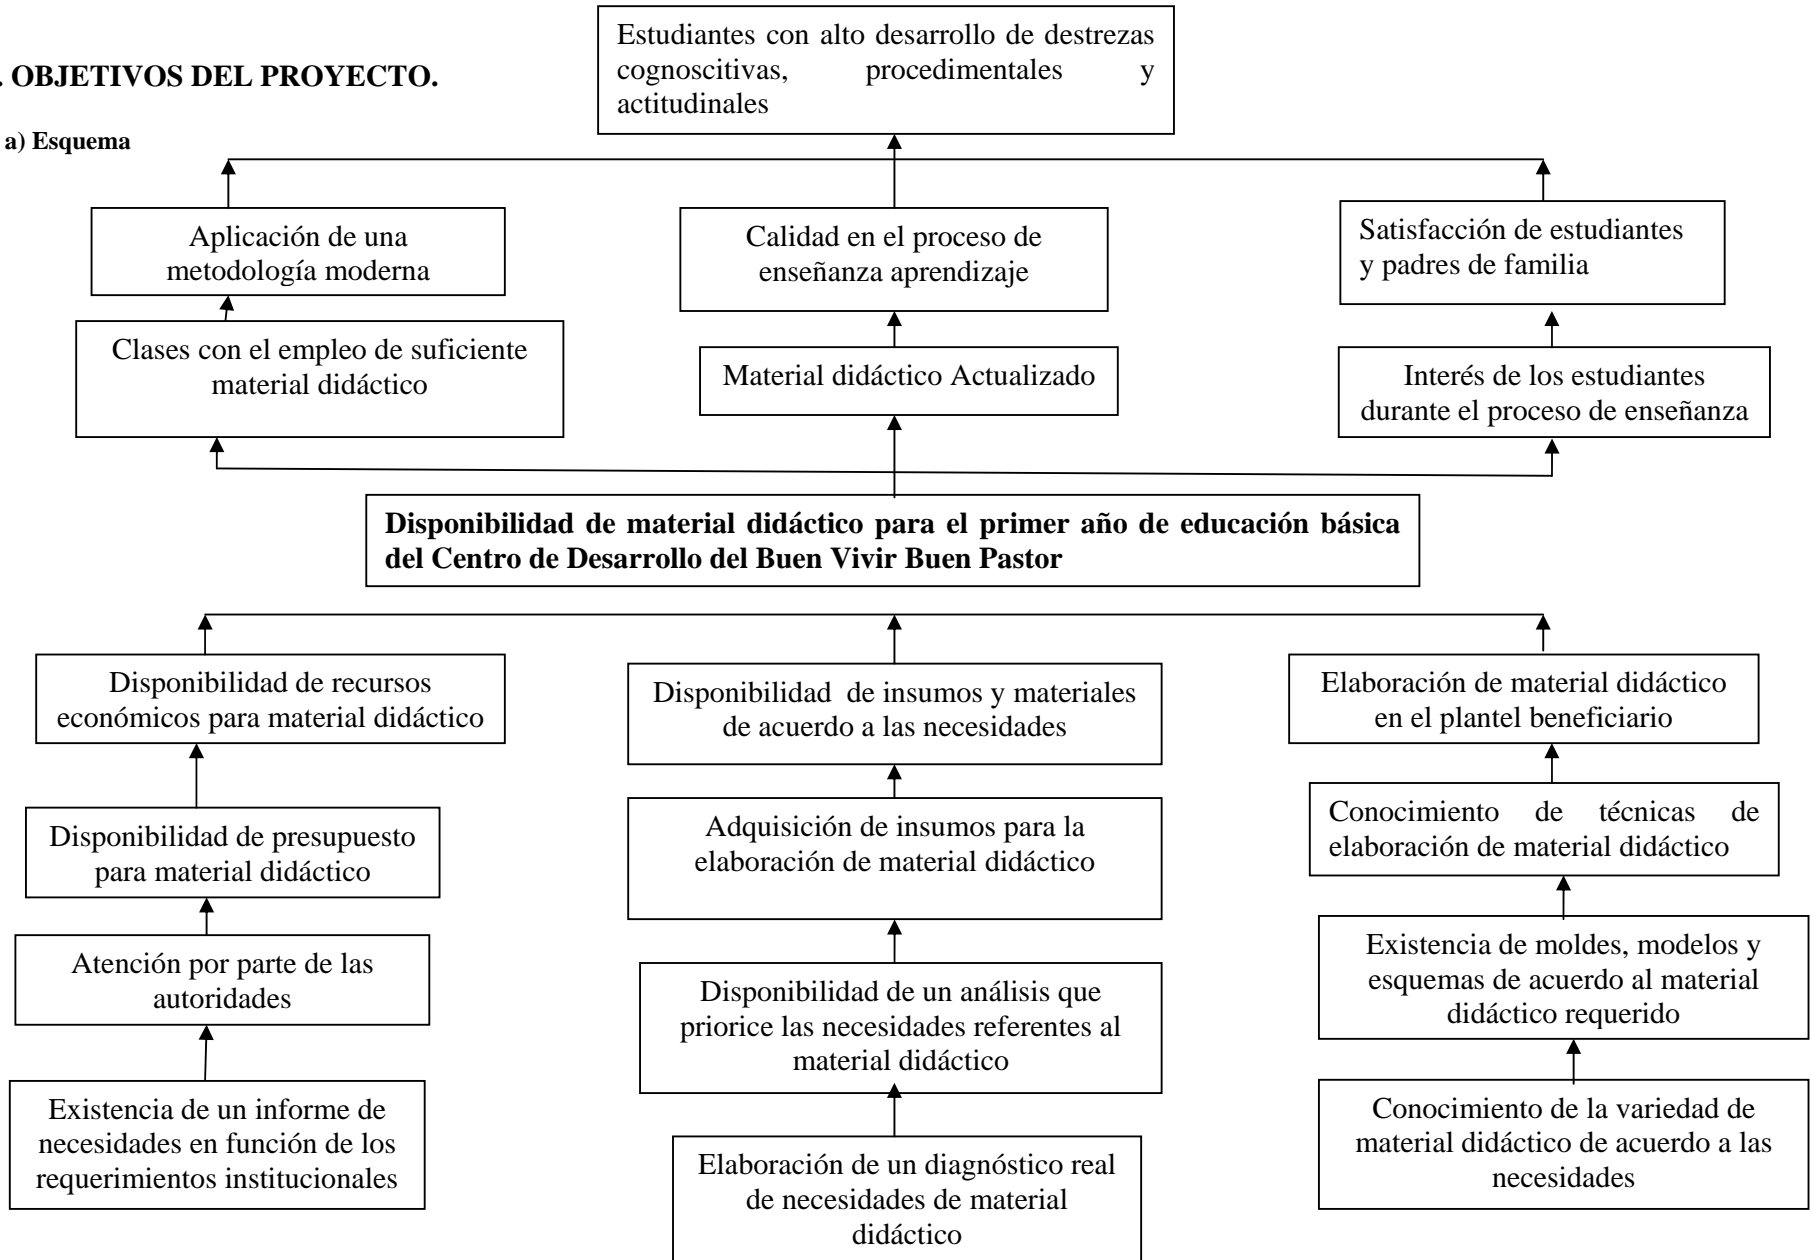 . OBJETIVOS DEL PROYECTO.
a) Esquema
Estudiantes con alto desarrollo de destrezas
cognoscitivas, procedimentales y
actitudinales
Aplicación de una
metodología moderna
Calidad en el proceso de
enseñanza aprendizaje
Satisfacción de estudiantes
y padres de familia
Clases con el empleo de suficiente
material didáctico
Material didáctico Actualizado
Interés de los estudiantes
durante el proceso de enseñanza
Disponibilidad de material didáctico para el primer año de educación básica
del Centro de Desarrollo del Buen Vivir Buen Pastor
Disponibilidad de recursos
económicos para material didáctico
Disponibilidad de insumos y materiales
de acuerdo a las necesidades
Elaboración de material didáctico
en el plantel beneficiario
Disponibilidad de presupuesto
para material didáctico
Adquisición de insumos para la
elaboración de material didáctico
Conocimiento de técnicas de
elaboración de material didáctico
Atención por parte de las
autoridades
Disponibilidad de un análisis que
priorice las necesidades referentes al
material didáctico
Existencia de moldes, modelos y
esquemas de acuerdo al material
didáctico requerido
Existencia de un informe de
necesidades en función de los
requerimientos institucionales
Elaboración de un diagnóstico real
de necesidades de material
didáctico
Conocimiento de la variedad de
material didáctico de acuerdo a las
necesidades